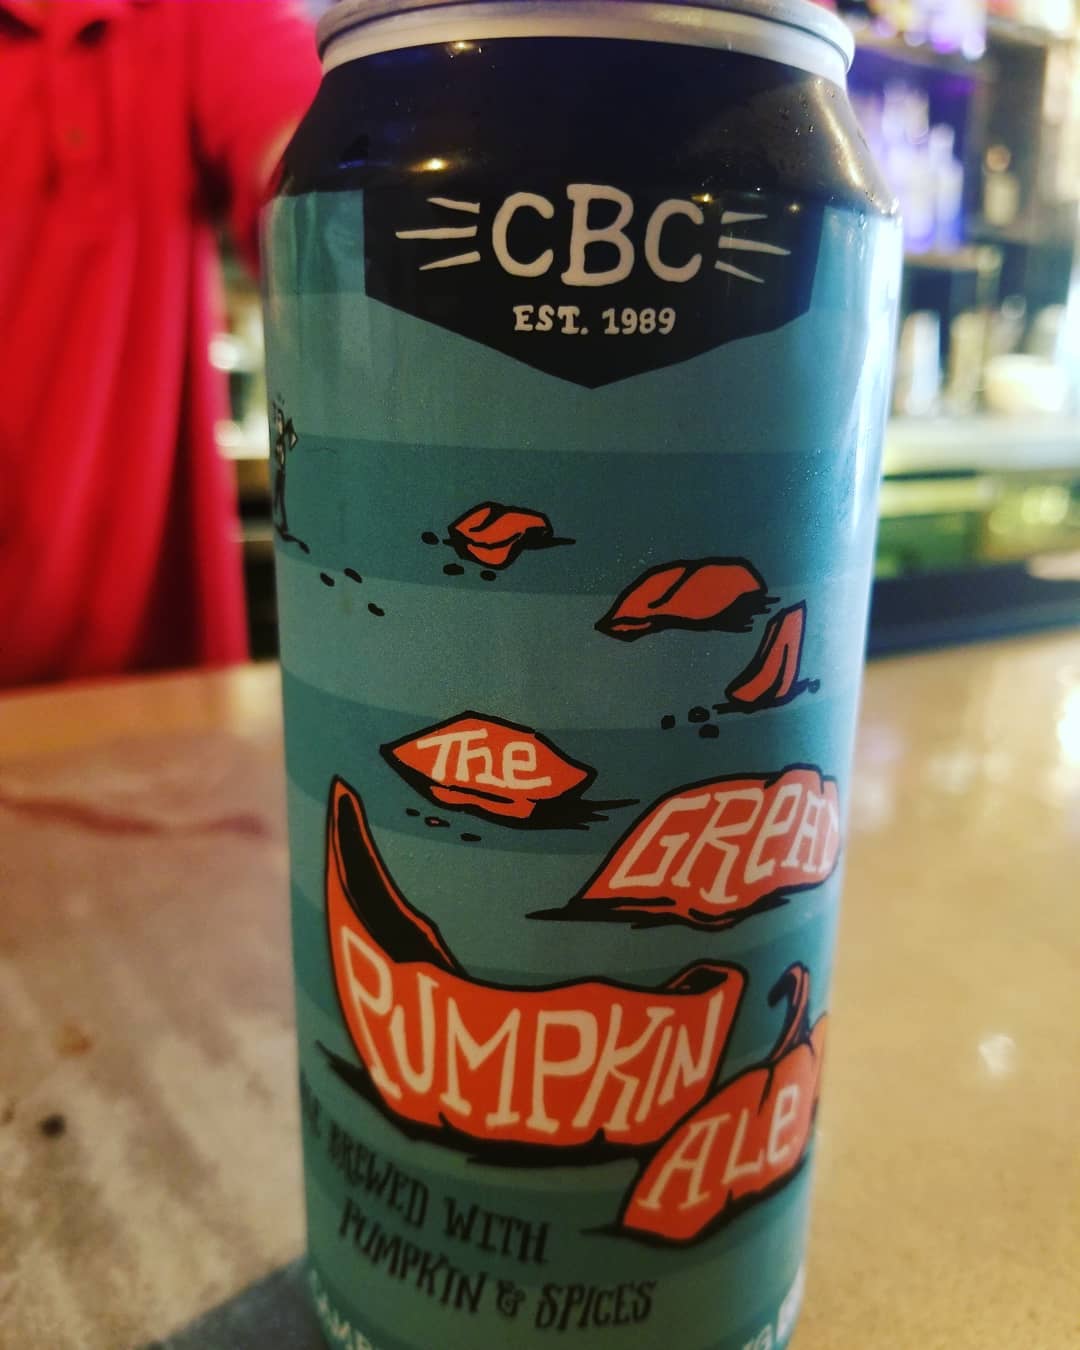 CBC
EST. 1989
The
GREAT
PUMPKIN
ALE
BREWED WITH
PUMPKIN & SPICES